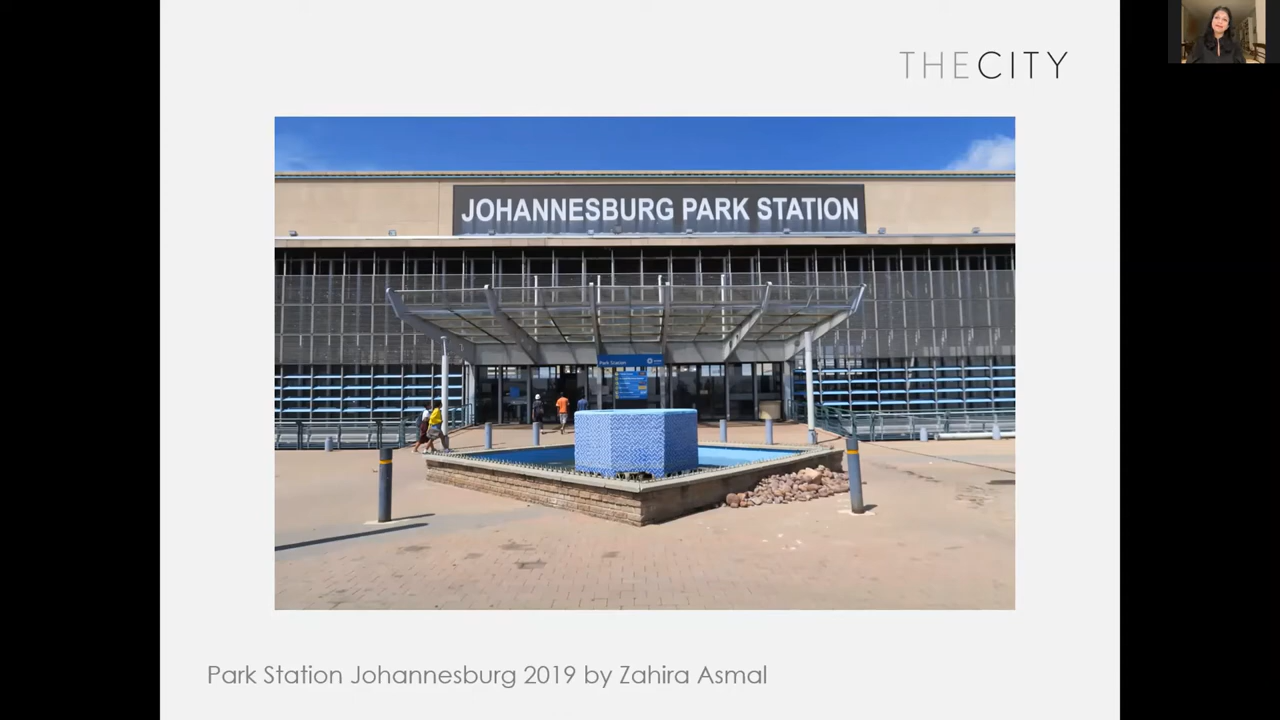 THECITY
JOHANNESBURG PARK STATION
Park Station
Park Station Johannesburg 2019 by Zahira Asmal